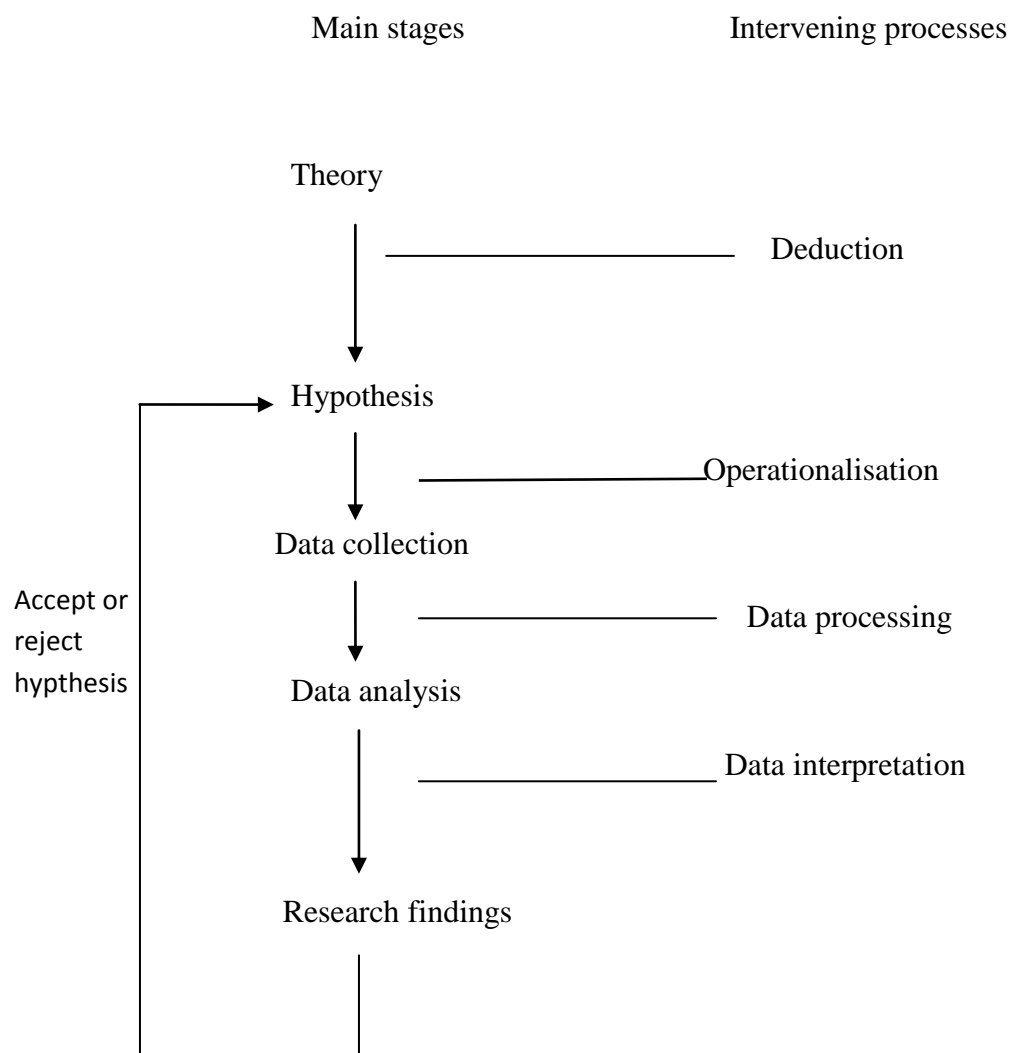 Main stages Intervening processes
Theory
Deduction
Hypothesis
Operationalisation
Data collection
Accept or
reject
hypthesis
Data processing
Data analysis
Data interpretation
Research findings